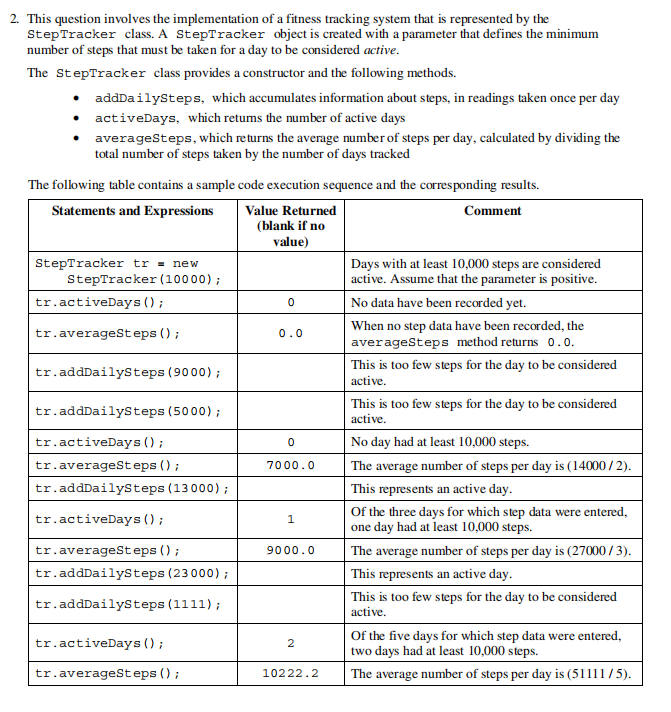 2. This question involves the implementation of a fitness tracking system that is represented by the
StepTracker class. A StepTracker object is created with a parameter that defines the minimum
number of steps that must be taken for a day to be considered active.
The StepTracker class provides a constructor and the following methods.
• addDailySteps, which accumulates information about steps, in readings taken once per day
• activeDays, which returns the number of active days
• averageSteps, which returns the average number of steps per day, calculated by dividing the
total number of steps taken by the number of days tracked
The following table contains a sample code execution sequence and the corresponding results.
Statements and Expressions
Value Returned
(blank if no
value)
Comment
StepTracker tr = new
StepTracker(10000);
Days with at least 10,000 steps are considered
active. Assume that the parameter is positive.
tr.activeDays();
0
No data have been recorded yet.
tr.averageSteps();
0.0
When no step data have been recorded, the
averageSteps method returns 0.0.
tr.addDailySteps(9000);
This is too few steps for the day to be considered
active.
tr.addDailySteps(5000);
This is too few steps for the day to be considered
active.
tr.activeDays();
0
No day had at least 10,000 steps.
tr.averageSteps();
7000.0
The average number of steps per day is (14000 / 2).
tr.addDailySteps(13000);
This represents an active day.
tr.activeDays();
1
Of the three days for which step data were entered,
one day had at least 10,000 steps.
tr.averageSteps();
9000.0
The average number of steps per day is (27000 / 3).
tr.addDailySteps(23000);
This represents an active day.
tr.addDailySteps(1111);
This is too few steps for the day to be considered
active.
tr.activeDays();
2
Of the five days for which step data were entered,
two days had at least 10,000 steps.
tr.averageSteps();
10222.2
The average number of steps per day is (51111 / 5).